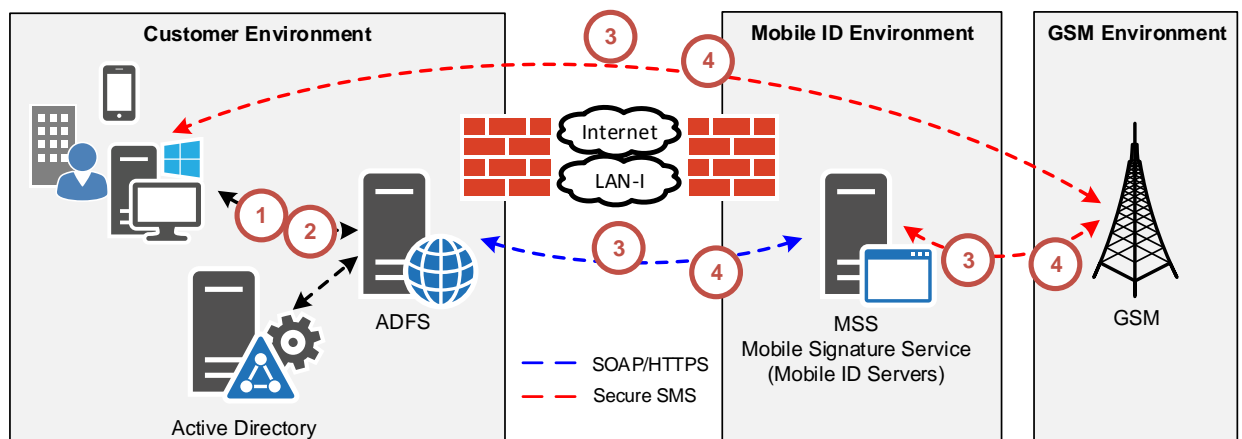 Customer Environment
Mobile ID Environment
GSM Environment
3
4
Internet
LAN-I
1
2
3
4
3
4
ADFS
MSS
Mobile Signature Service
(Mobile ID Servers)
GSM
SOAP/HTTPS
Secure SMS
Active Directory